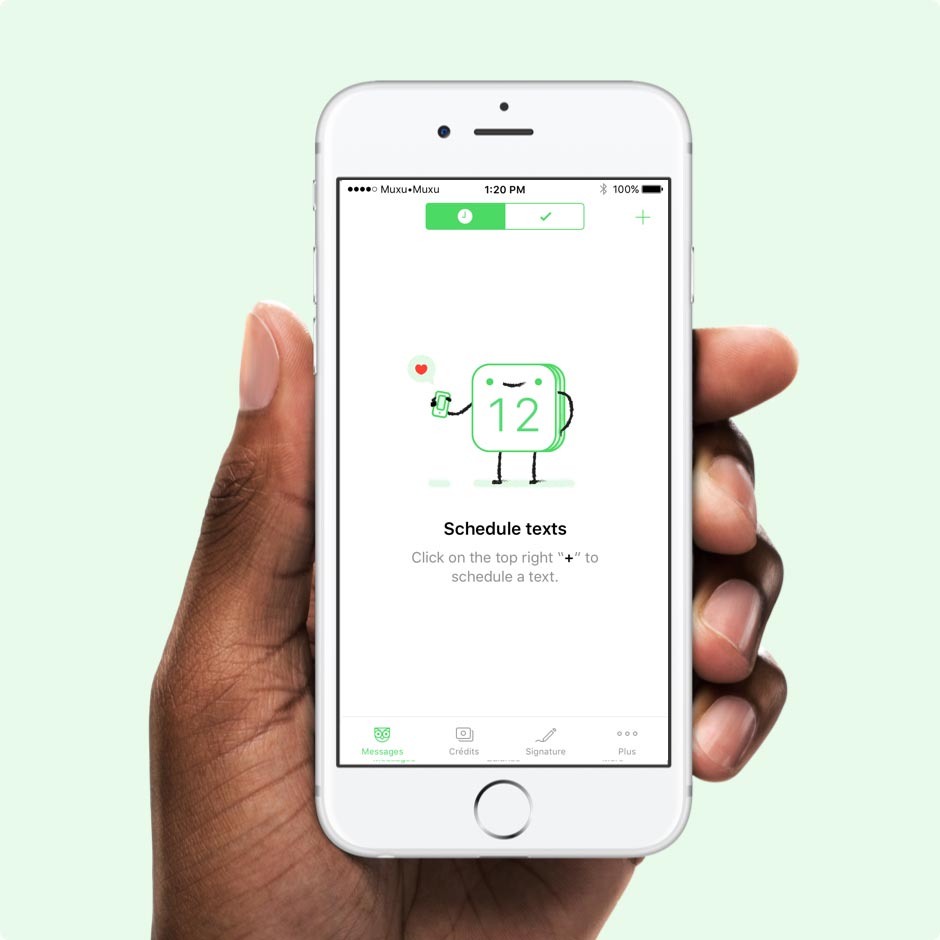 Muxu•Muxu 1:20 PM 100%
12
Schedule texts
Click on the top right “+” to
schedule a text.
Messages Crédits Signature Plus